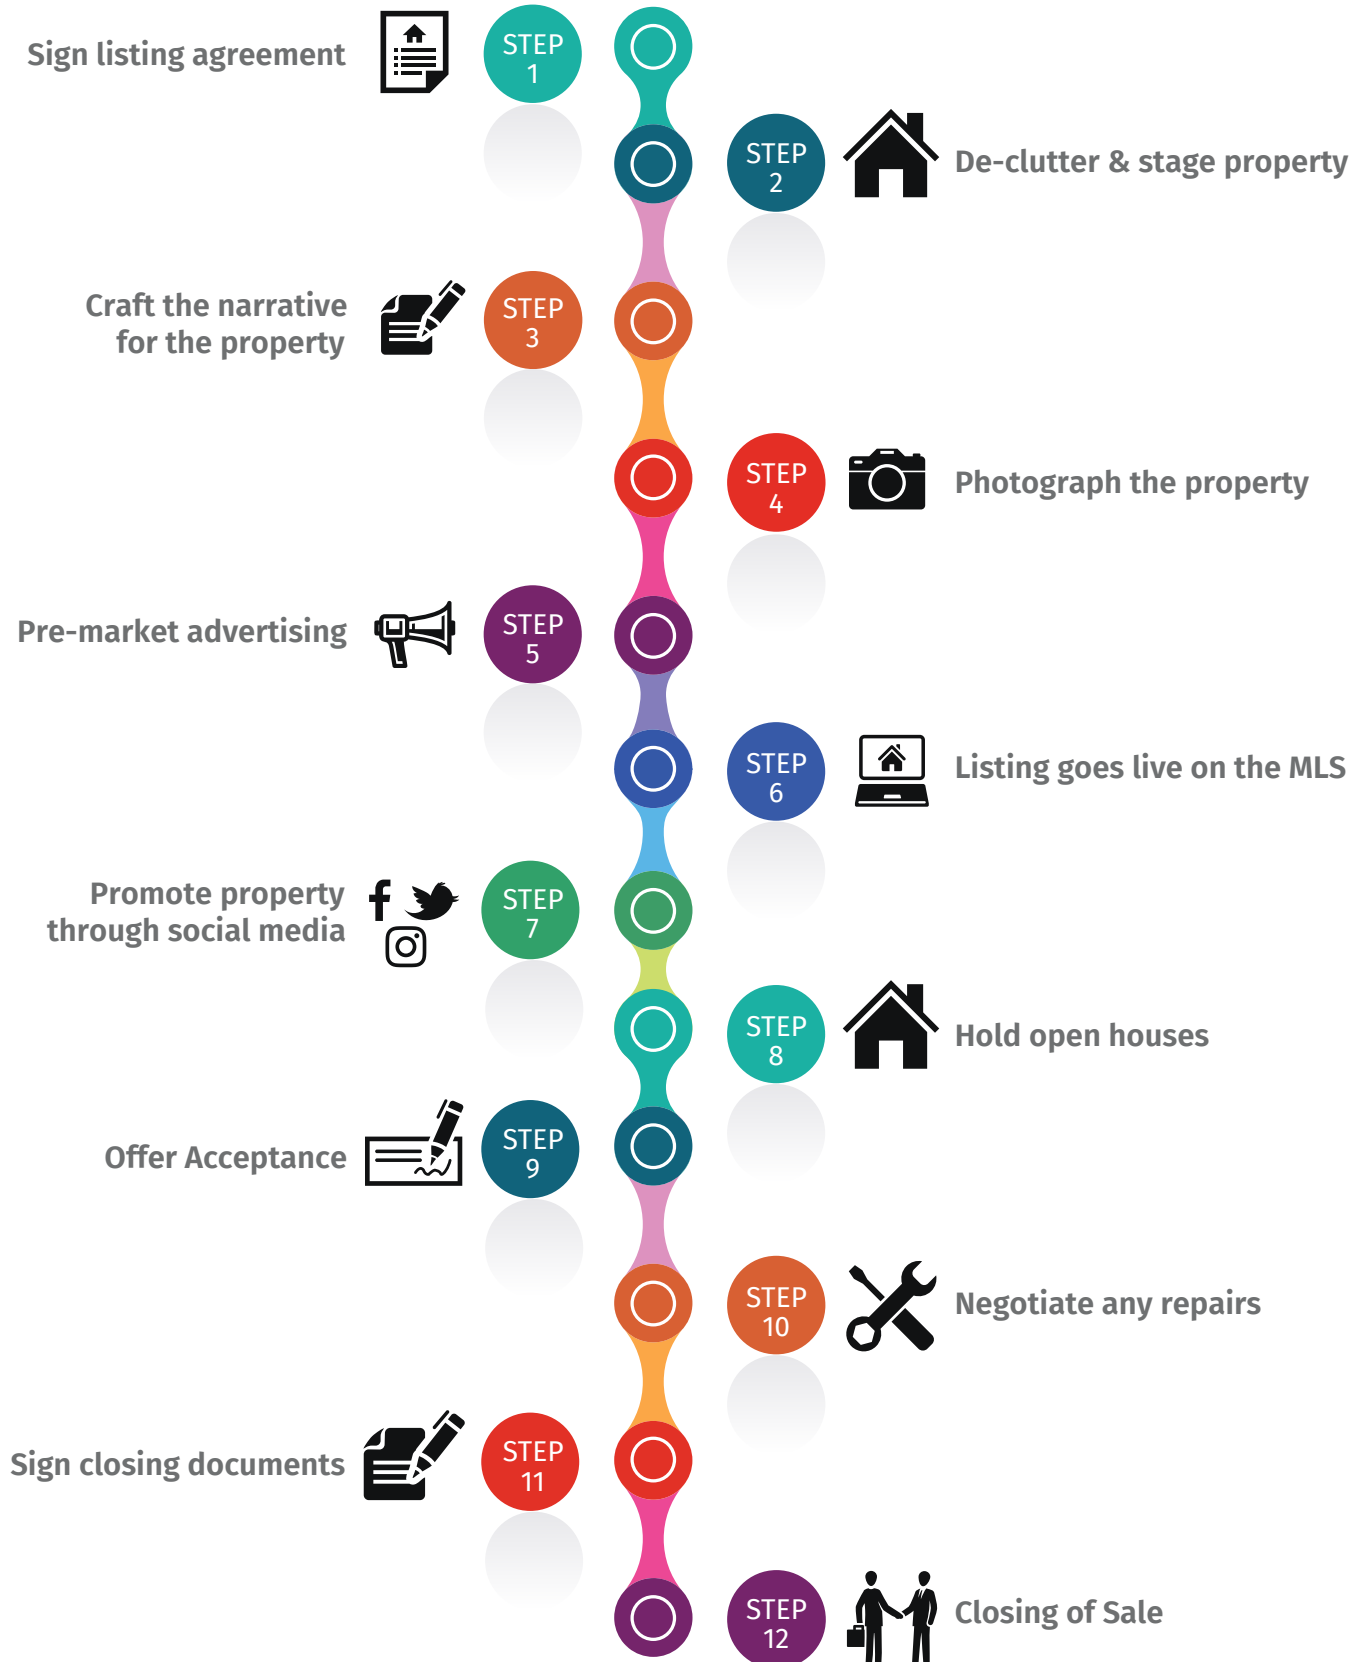 Sign listing agreement
STEP
1
STEP
2
De-clutter & stage property
Craft the narrative
for the property
STEP
3
STEP
4
Photograph the property
Pre-market advertising
STEP
5
STEP
6
Listing goes live on the MLS
Promote property
through social media
STEP
7
STEP
8
Hold open houses
Offer Acceptance
STEP
9
STEP
10
Negotiate any repairs
Sign closing documents
STEP
11
STEP
12
Closing of Sale